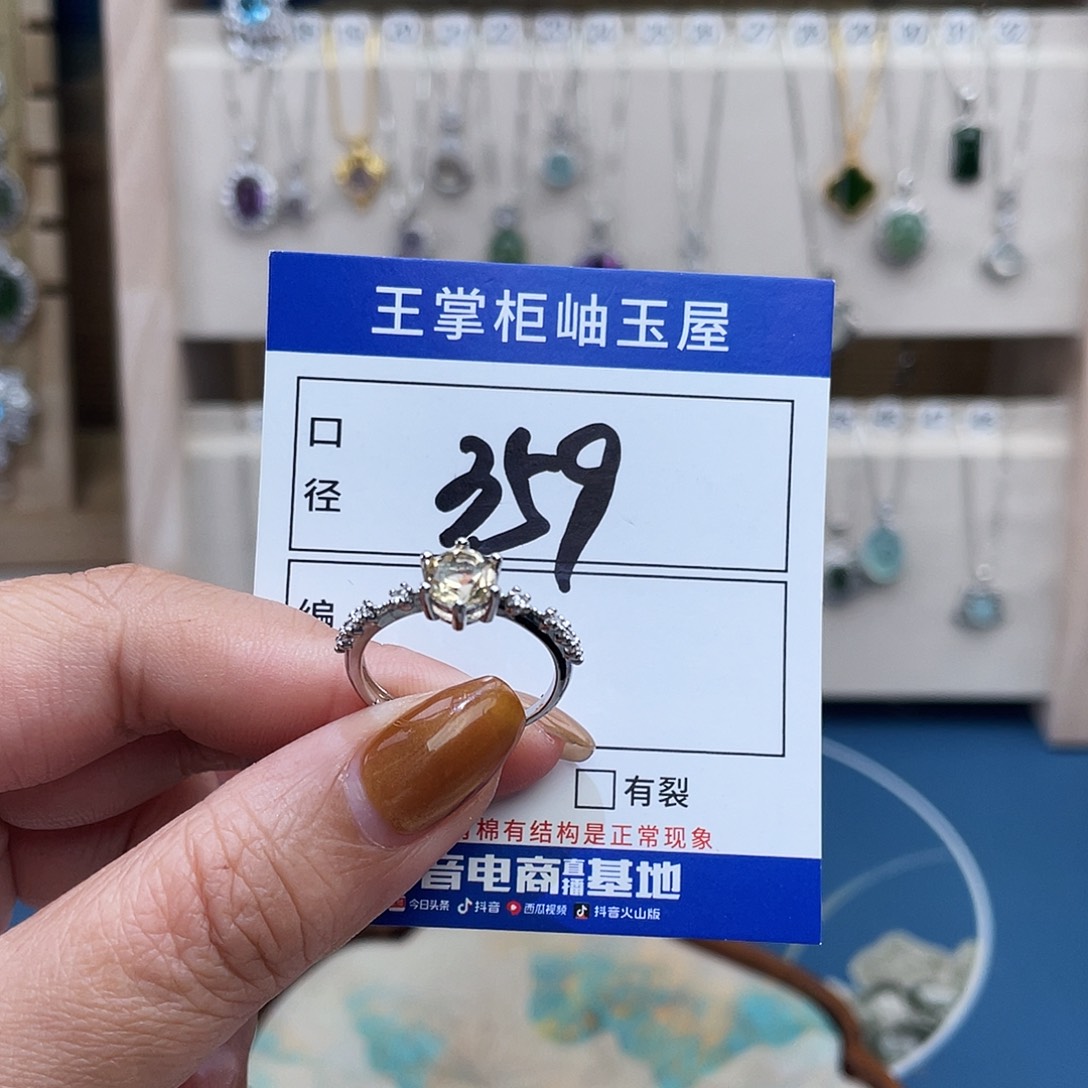 王掌柜岫玉屋
口径
359
编
有裂
棉有结构是正常现象
音电商直播基地
今日头条 抖音 西瓜视频 抖音火山版